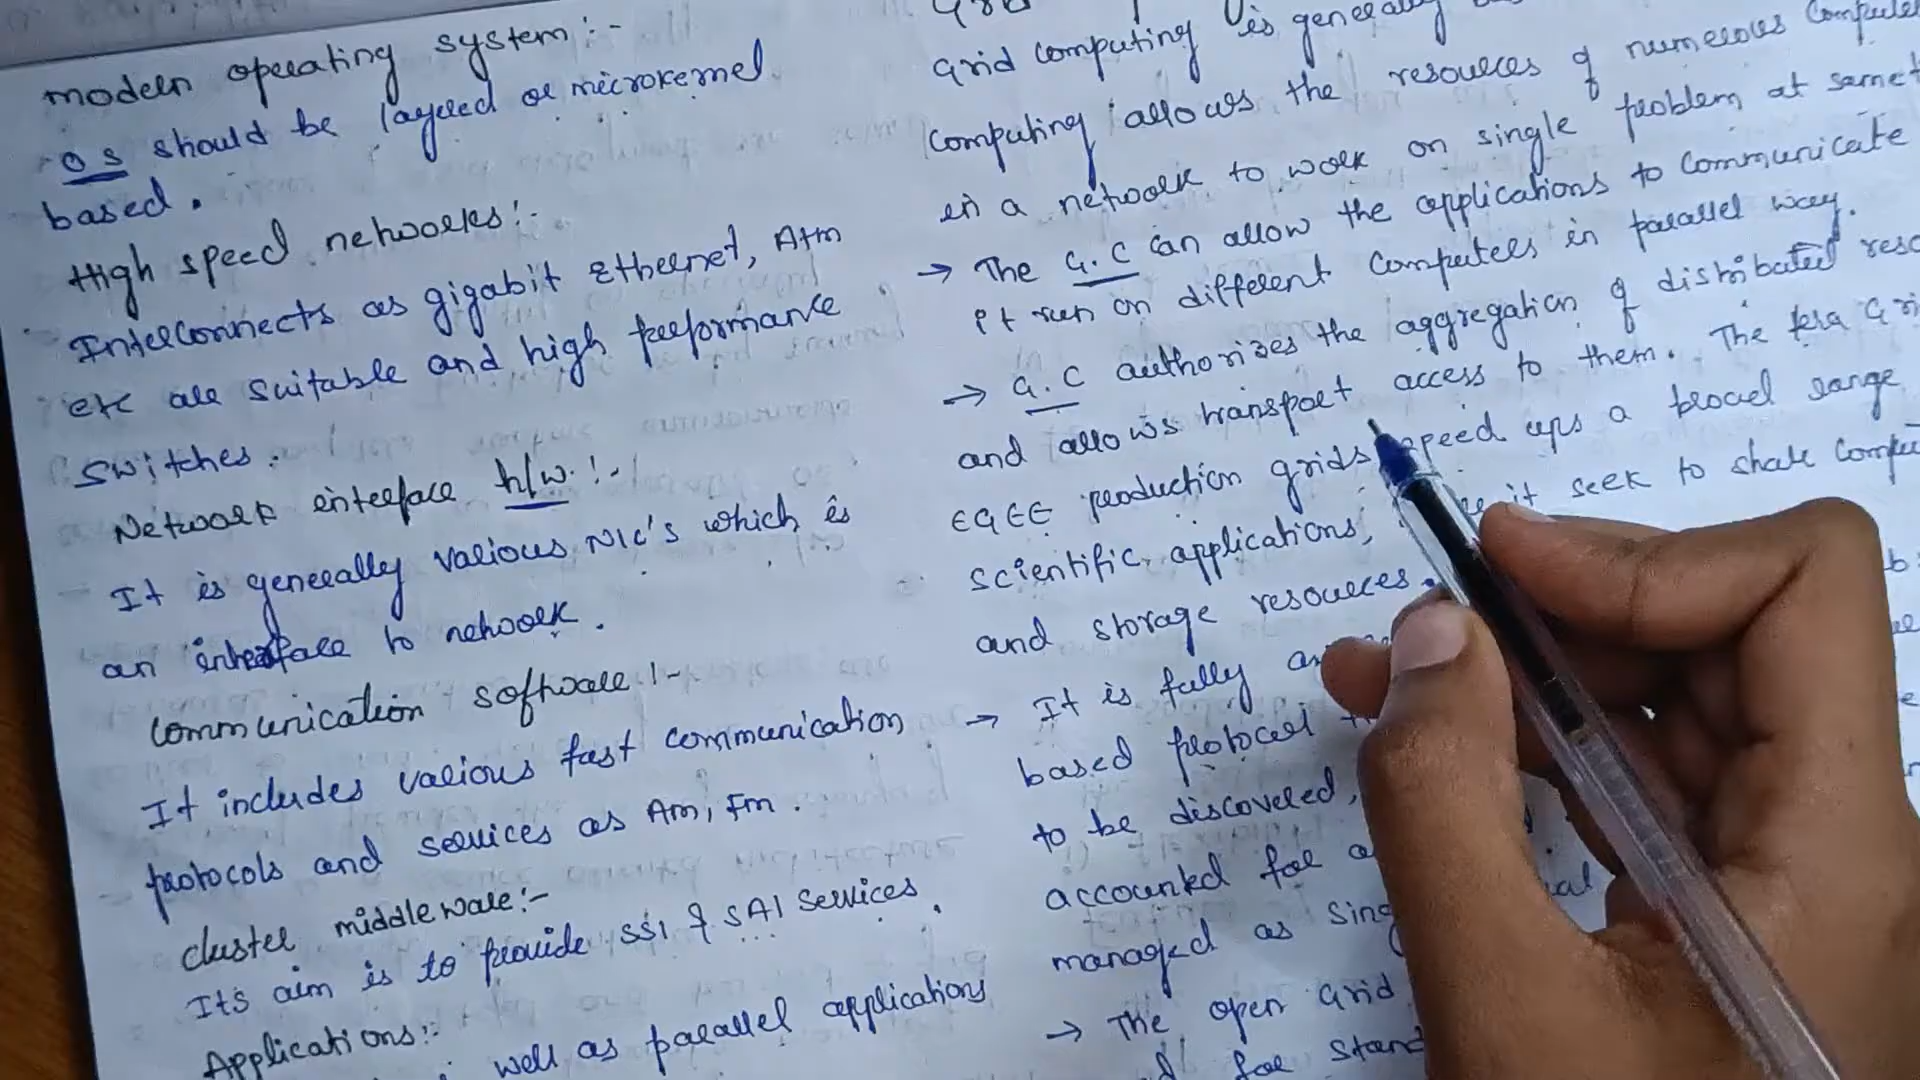 modern operating system :-
OS should be layered or microkernel
based.
High speed networks :-
Interconnects as gigabit Ethernet, Atm
etc are suitable and high performance
switches.
Network interface h/w :-
It is generally various NIC's which is
an interface to network.
Communication software :-
It includes various fast communication
protocols and services as Am, Fm.
cluster middleware :-
Its aim is to provide SSI & SAI services.
Applications :-
well as parallel applications
Grid computing is generally
Computing allows the resources of numerous computer
in a network to work on single problem at same
→ The G.C can allow the applications to communicate
it run on different computers in parallel way.
→ G.C authorizes the aggregation of distributed
and allows transport access to them. The
EGEE production grids speed ups a broad range
scientific applications, it seek to share
and storage resources.
→ It is fully
based protocol
to be discovered,
accounted for
managed as
→ The open Grid
for